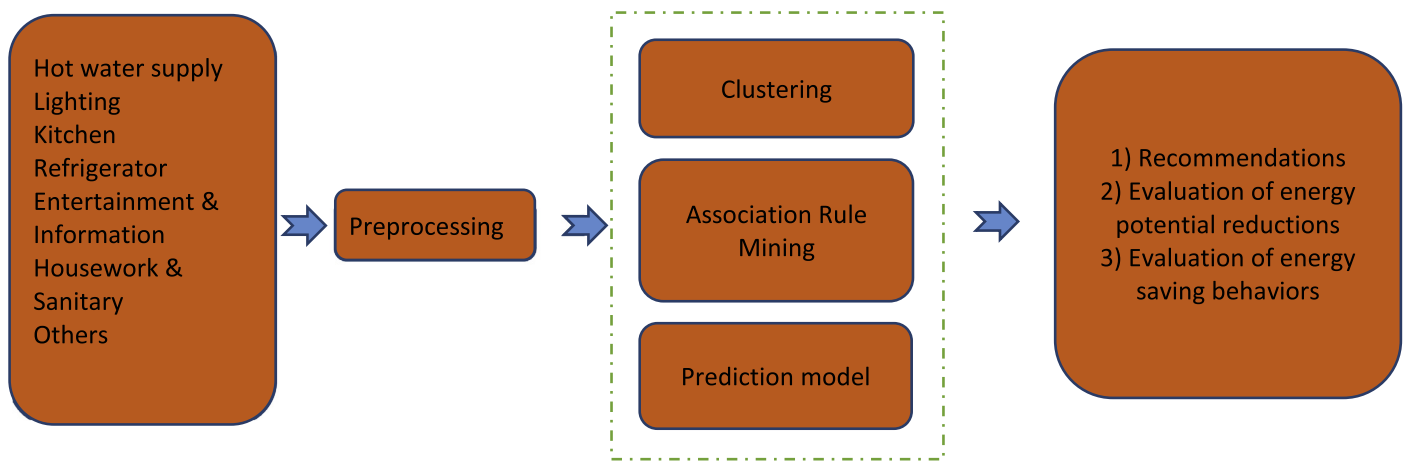 Hot water supply
Lighting
Kitchen
Refrigerator
Entertainment &
Information
Housework &
Sanitary
Others
Preprocessing
Clustering
Association Rule
Mining
Prediction model
1) Recommendations
2) Evaluation of energy
potential reductions
3) Evaluation of energy
saving behaviors